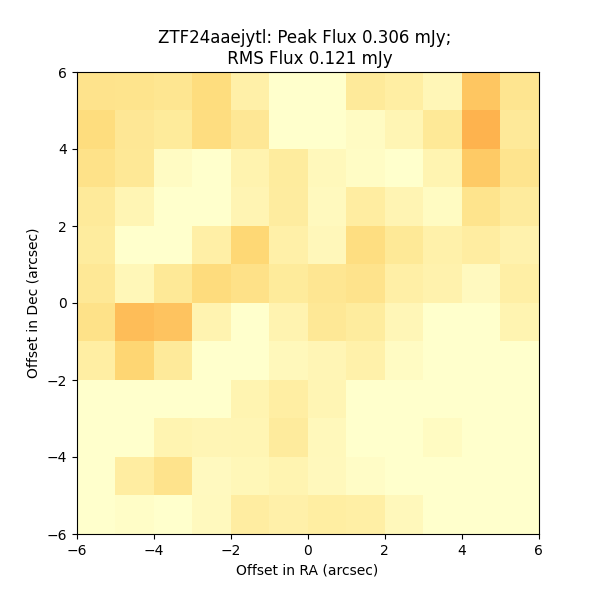 ZTF24aaejytl: Peak Flux 0.306 mJy;
RMS Flux 0.121 mJy
6
4
2
0
−2
−4
−6
Offset in Dec (arcsec)
−6 −4 −2 0 2 4 6
Offset in RA (arcsec)